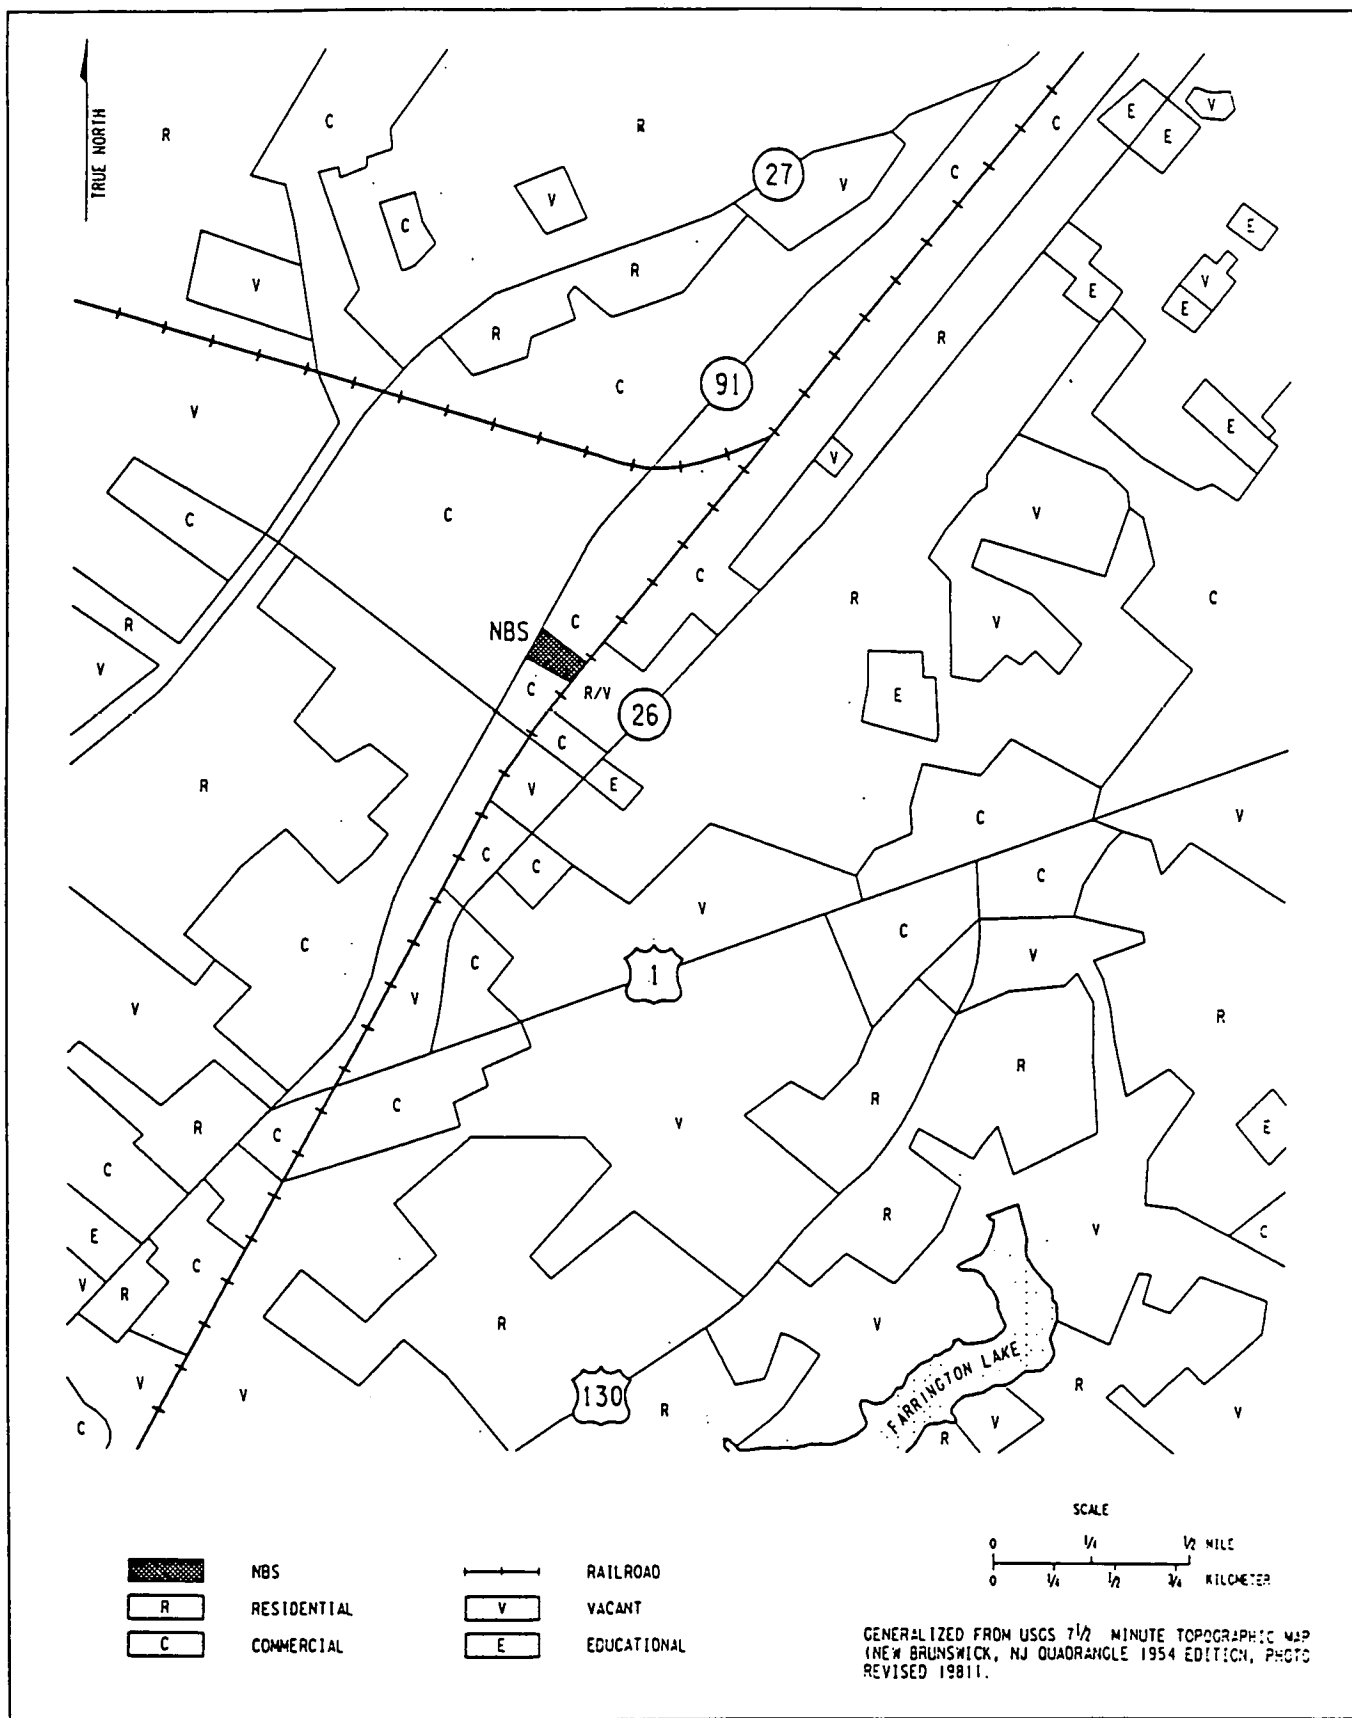 TRUE NORTH
R
C
R
27
V
C
C
E
E
V
C
V
E
V
R
V
E
E
R
R
C
91
V
E
V
C
C
V
C
R
C
R
V
C
NBS
C
V
V
E
C
R/V
26
C
R
V
E
C
V
C
C
C
V
C
C
C
V
1
V
V
V
R
R
C
V
R
R
C
C
E
E
R
V
C
C
V
R
R
V
V
V
C
130
R
FARRINGTON LAKE
R
V
R
V
SCALE
0 1/4 1/2 MILE
0 1/4 1/2 3/4 KILOMETER
NBS
RAILROAD
R RESIDENTIAL
V VACANT
C COMMERCIAL
E EDUCATIONAL
GENERALIZED FROM USGS 7 1/2 MINUTE TOPOGRAPHIC MAP
(NEW BRUNSWICK, NJ QUADRANGLE 1954 EDITION, PHOTO
REVISED 1981).